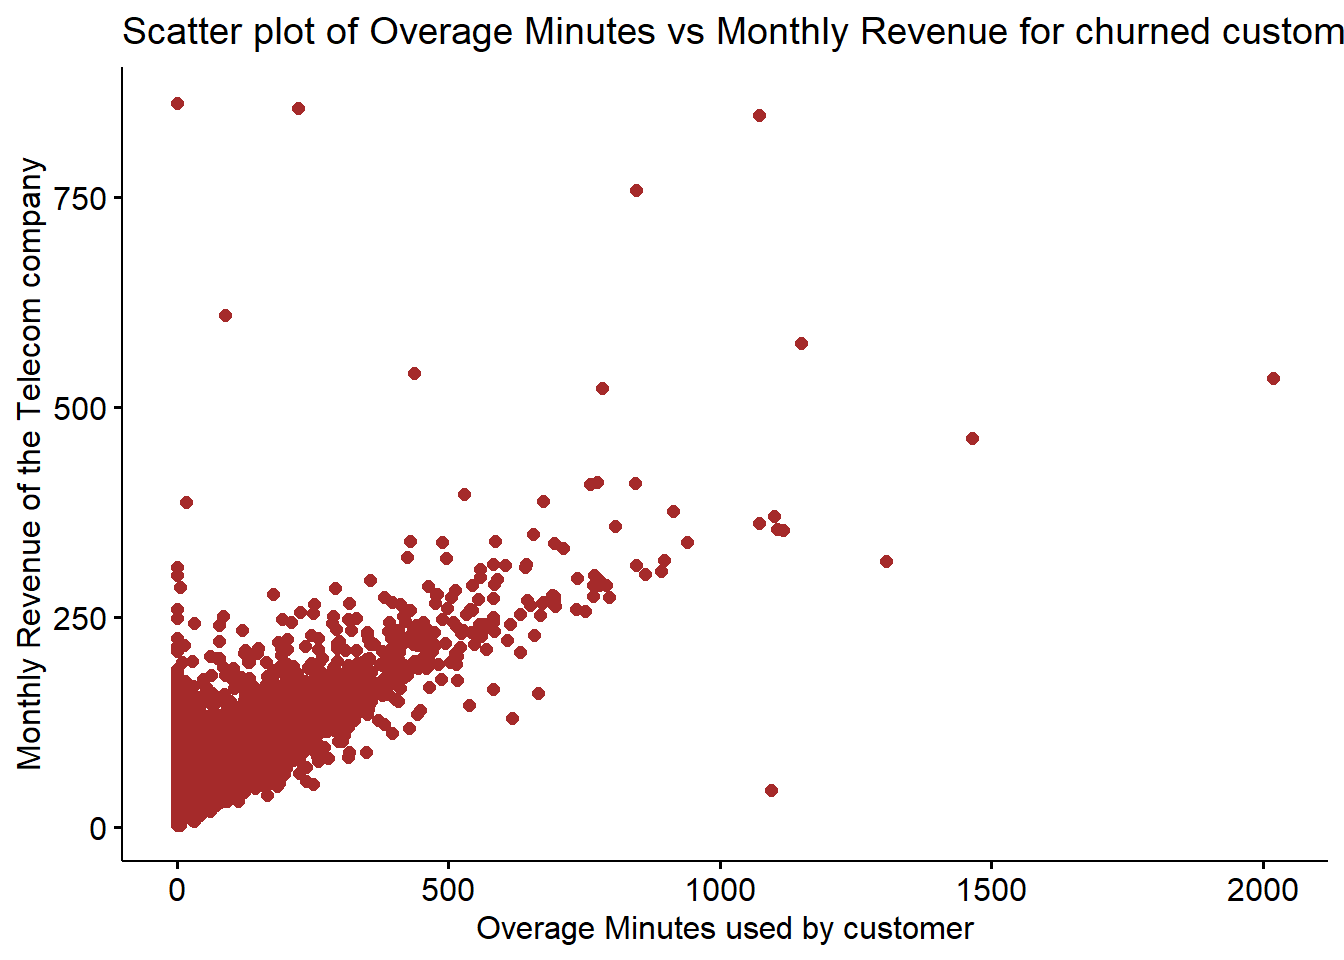 Scatter plot of Overage Minutes vs Monthly Revenue for churned custom
Monthly Revenue of the Telecom company
750
500
250
0
0 500 1000 1500 2000
Overage Minutes used by customer